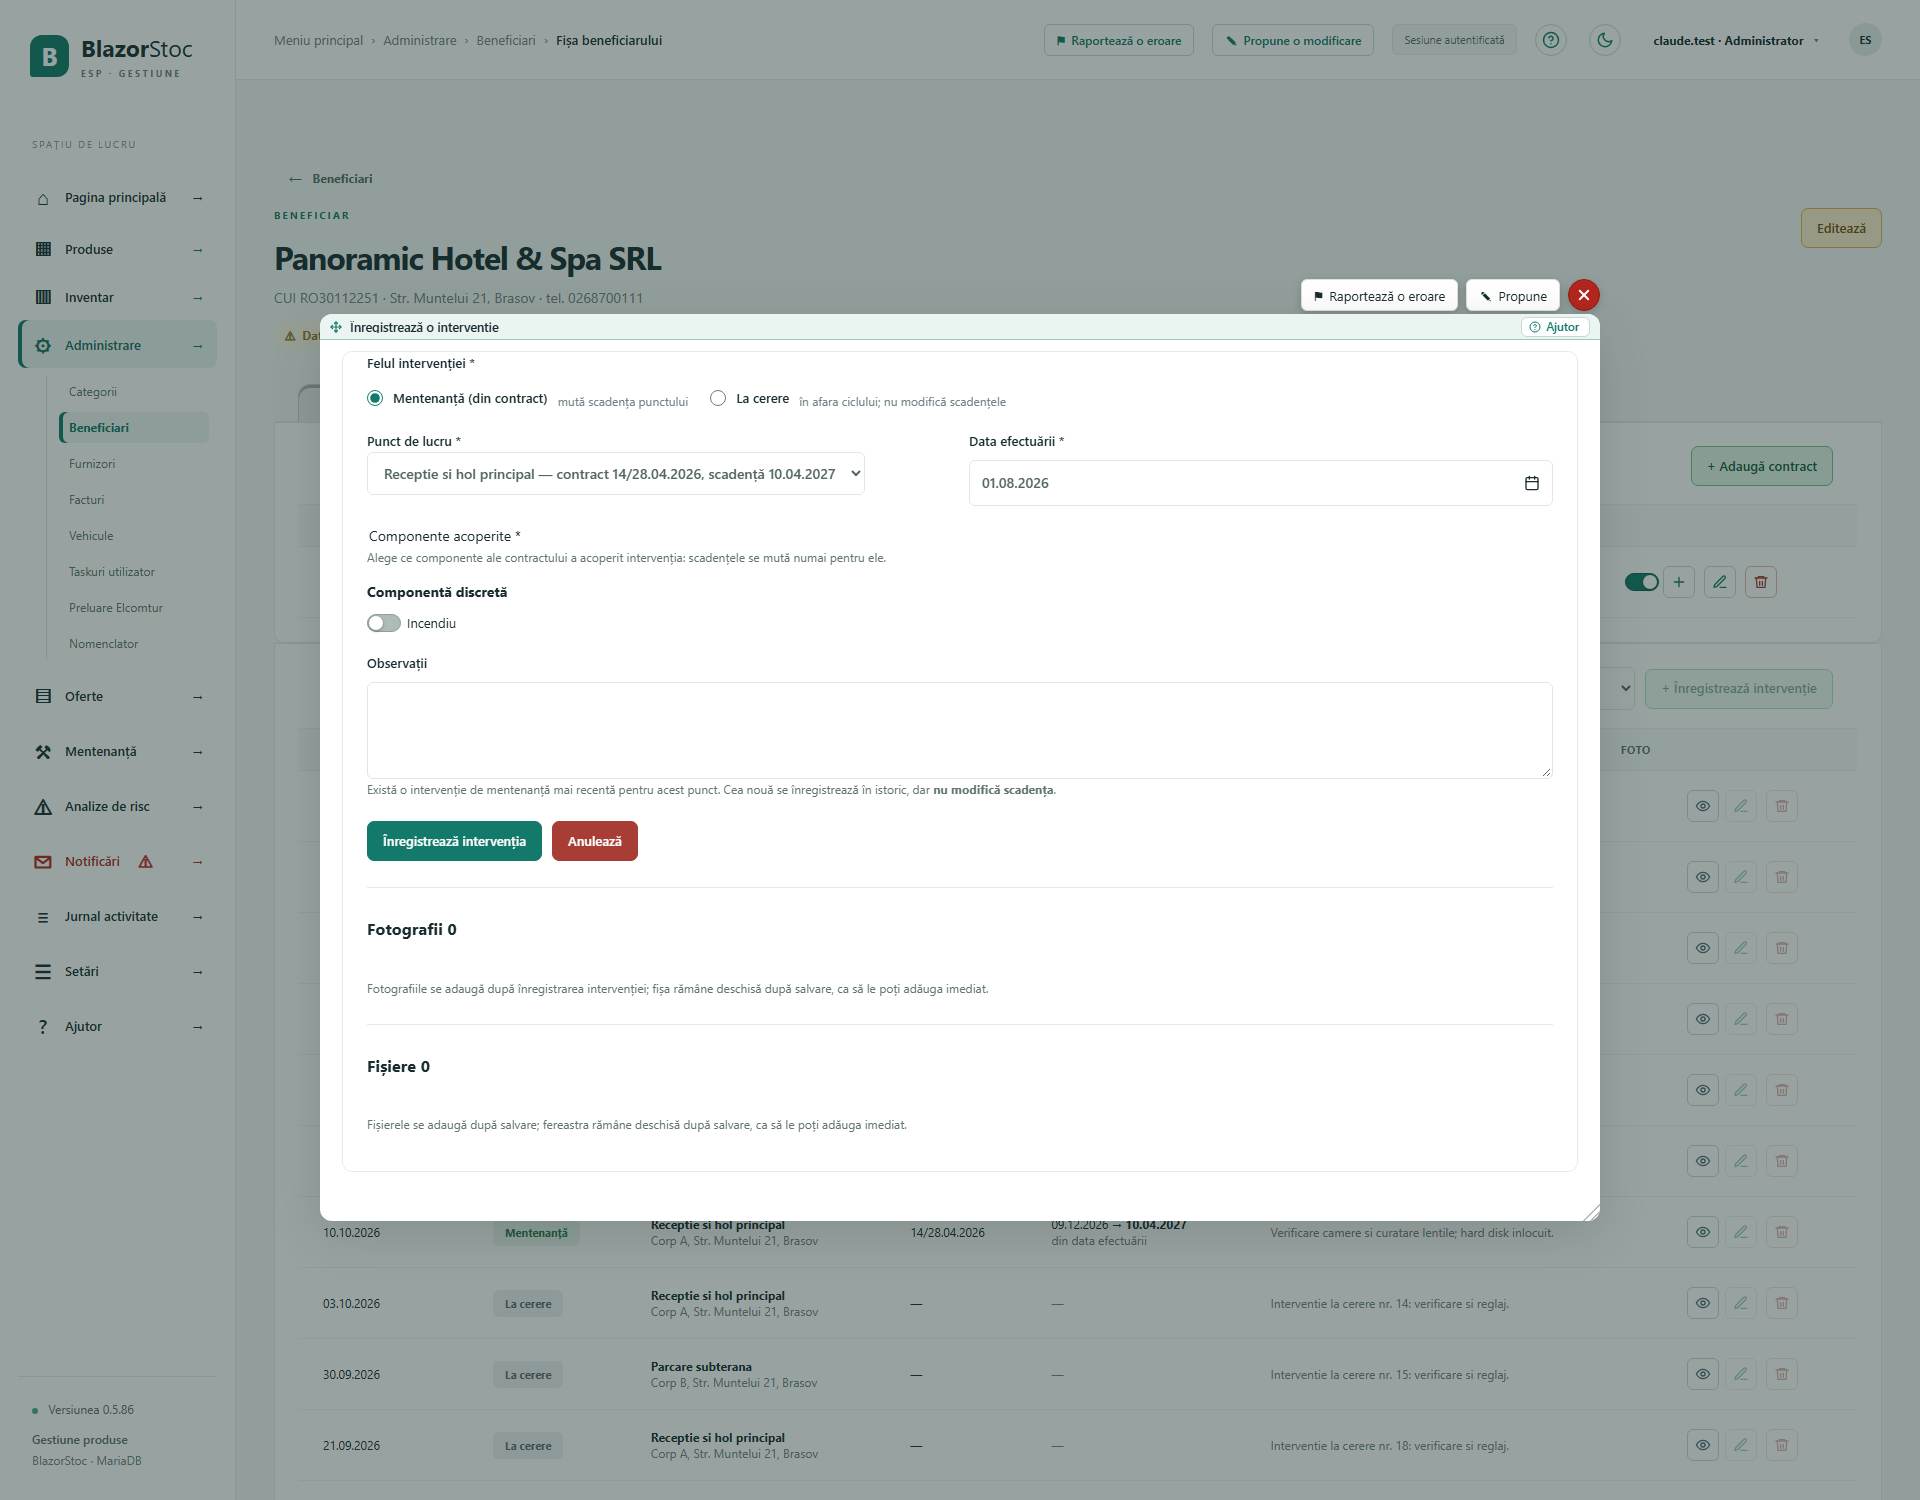 B
BlazorStoc
ESP · GESTIUNE
SPAȚIU DE LUCRU
Pagina principală →
Produse →
Inventar →
Administrare →
Categorii
Beneficiari
Furnizori
Facturi
Vehicule
Taskuri utilizator
Preluare Elcomtur
Nomenclator
Oferte →
Mentenanță →
Analize de risc →
Notificări →
Jurnal activitate →
Setări →
? Ajutor →
Versiunea 0.5.86
Gestiune produse
BlazorStoc · MariaDB
Meniu principal › Administrare › Beneficiari › Fișa beneficiarului
Raportează o eroare
Propune o modificare
Sesiune autentificată
claude.test · Administrator
ES
← Beneficiari
BENEFICIAR
Panoramic Hotel & Spa SRL
CUI RO30112251 · Str. Muntelui 21, Brasov · tel. 0268700111
Editează
Raportează o eroare
Propune
Înregistrează o intervenție
Ajutor
Felul intervenției *
Mentenanță (din contract) mută scadența punctului
La cerere în afara ciclului; nu modifică scadențele
Punct de lucru *
Receptie si hol principal — contract 14/28.04.2026, scadență 10.04.2027
Data efectuării *
01.08.2026
Componente acoperite *
Alege ce componente ale contractului a acoperit intervenția: scadențele se mută numai pentru ele.
Componentă discretă
Incendiu
Observații
Există o intervenție de mentenanță mai recentă pentru acest punct. Cea nouă se înregistrează în istoric, dar nu modifică scadența.
Înregistrează intervenția
Anulează
Fotografii 0
Fotografiile se adaugă după înregistrarea intervenției; fișa rămâne deschisă după salvare, ca să le poți adăuga imediat.
Fișiere 0
Fișierele se adaugă după salvare; fereastra rămâne deschisă după salvare, ca să le poți adăuga imediat.
+ Adaugă contract
+ Înregistrează intervenție
FOTO
10.10.2026 Mentenanță Receptie si hol principal 14/28.04.2026 09.12.2026 → 10.04.2027 Verificare camere si curatare lentile; hard disk inlocuit.
Corp A, Str. Muntelui 21, Brasov din data efectuării
03.10.2026 La cerere Receptie si hol principal — — Interventie la cerere nr. 14: verificare si reglaj.
Corp A, Str. Muntelui 21, Brasov
30.09.2026 La cerere Parcare subterana — — Interventie la cerere nr. 15: verificare si reglaj.
Corp B, Str. Muntelui 21, Brasov
21.09.2026 La cerere Receptie si hol principal — — Interventie la cerere nr. 18: verificare si reglaj.
Corp A, Str. Muntelui 21, Brasov